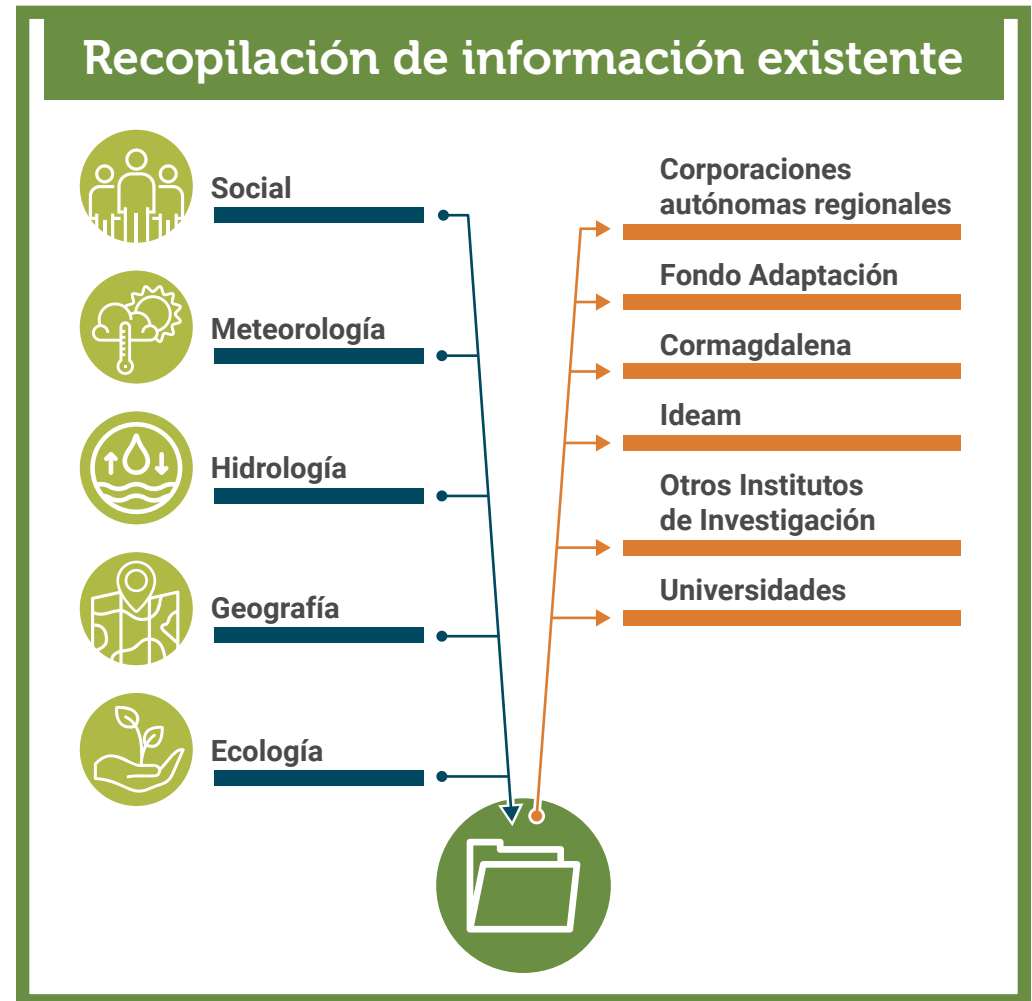 Recopilación de información existente
Social
Meteorología
Hidrología
Geografía
Ecología
Corporaciones
autónomas regionales
Fondo Adaptación
Cormagdalena
Ideam
Otros Institutos
de Investigación
Universidades